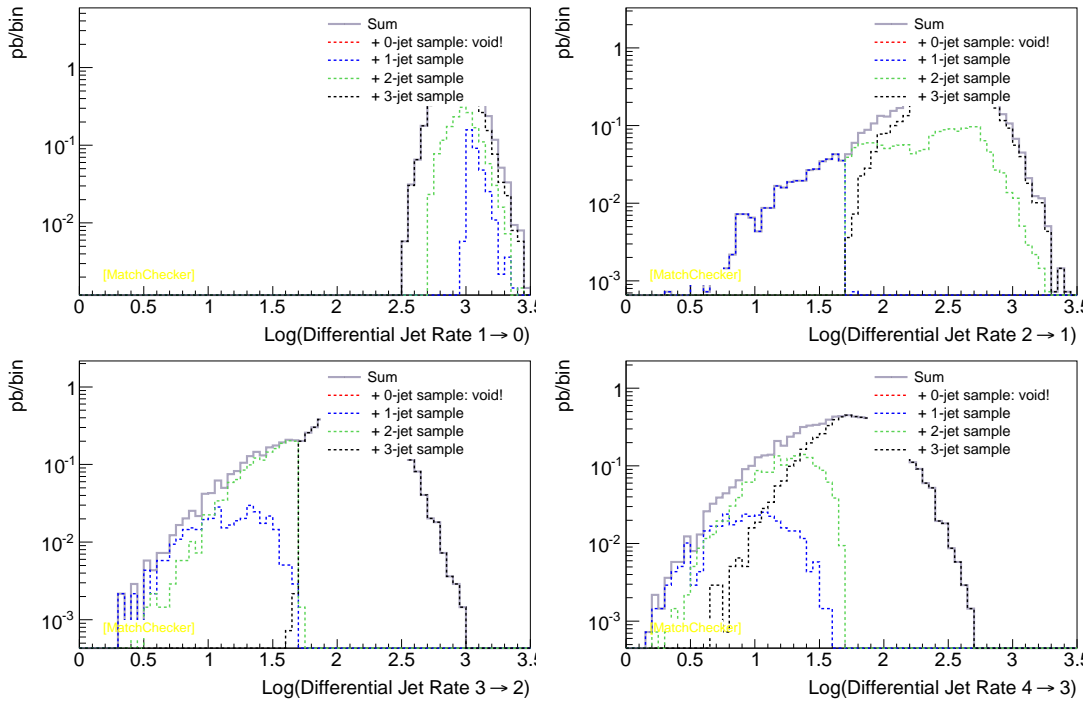 pb/bin
Sum
+ 0-jet sample: void!
+ 1-jet sample
+ 2-jet sample
+ 3-jet sample
1
10-1
10-2
[MatchChecker]
0 0.5 1 1.5 2 2.5 3 3.5
Log(Differential Jet Rate 1→0)
pb/bin
Sum
+ 0-jet sample: void!
+ 1-jet sample
+ 2-jet sample
+ 3-jet sample
1
10-1
10-2
10-3
[MatchChecker]
0 0.5 1 1.5 2 2.5 3 3.5
Log(Differential Jet Rate 2→1)
pb/bin
Sum
+ 0-jet sample: void!
+ 1-jet sample
+ 2-jet sample
+ 3-jet sample
1
10-1
10-2
10-3
[MatchChecker]
0 0.5 1 1.5 2 2.5 3 3.5
Log(Differential Jet Rate 3→2)
pb/bin
Sum
+ 0-jet sample: void!
+ 1-jet sample
+ 2-jet sample
+ 3-jet sample
1
10-1
10-2
10-3
[MatchChecker]
0 0.5 1 1.5 2 2.5 3 3.5
Log(Differential Jet Rate 4→3)